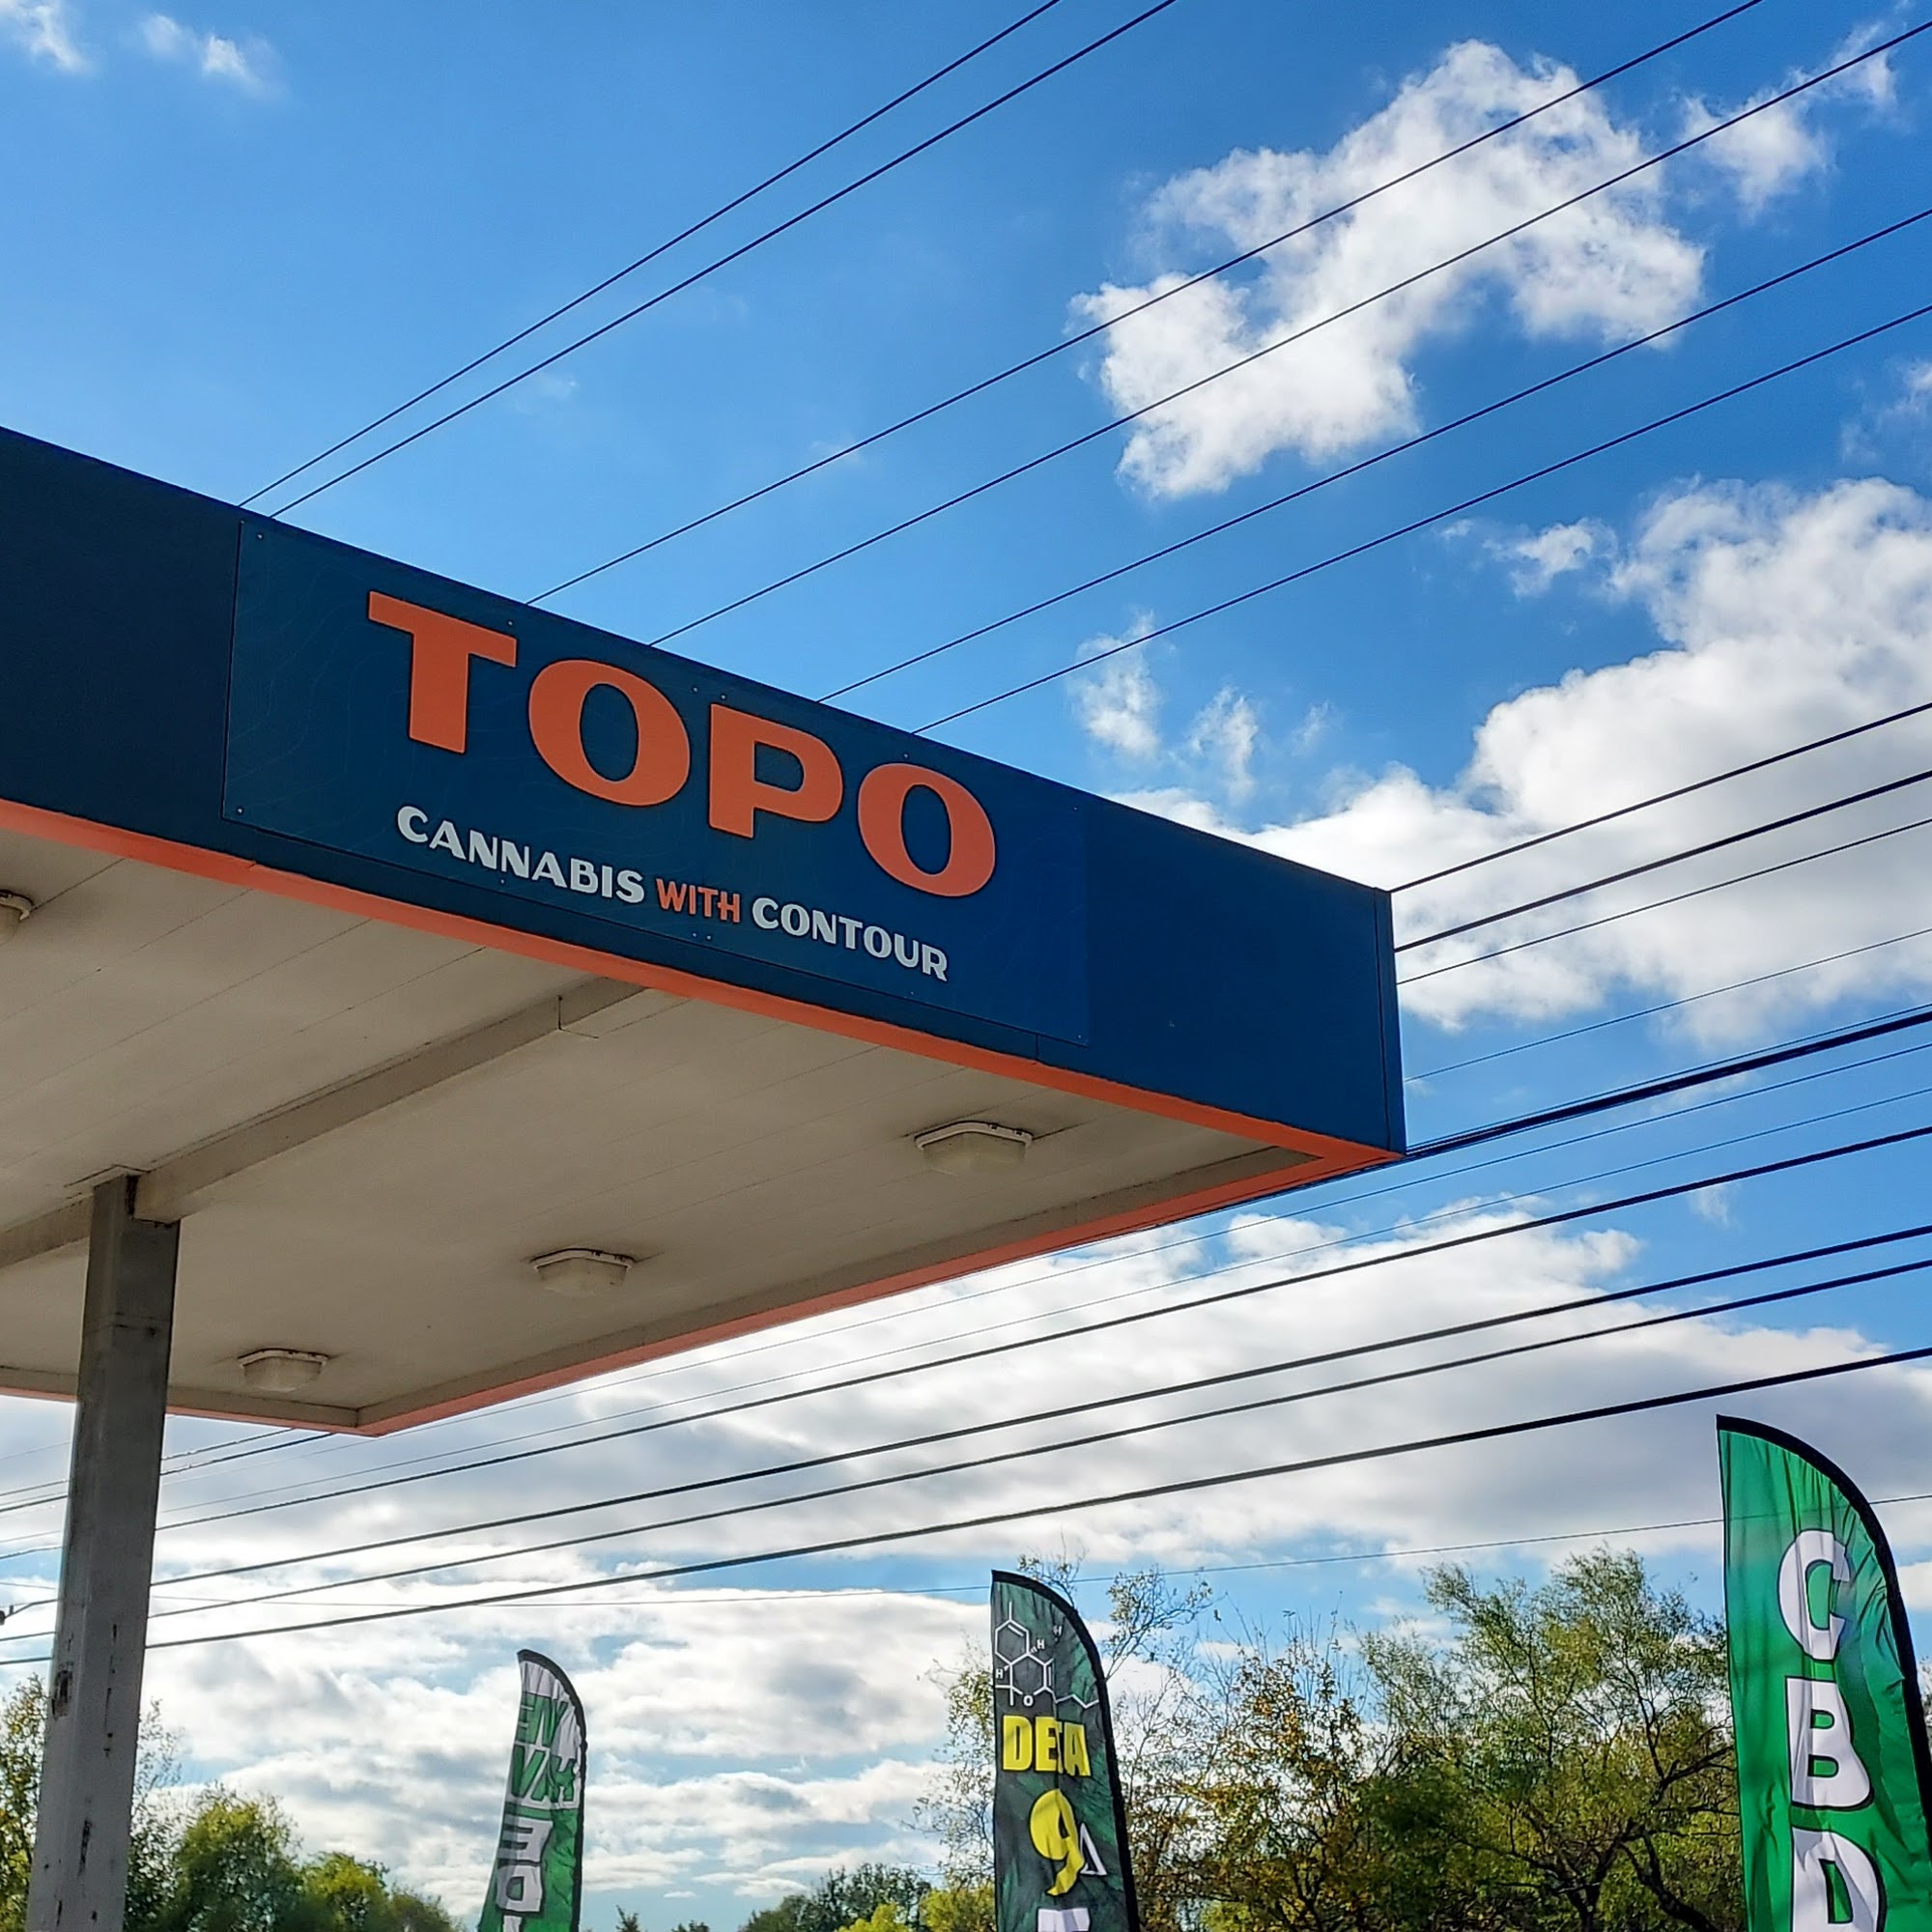 TOPO
CANNABIS WITH CONTOUR
DELTA
9
CBD